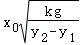 x₀√(kg / (y₂-y₁))